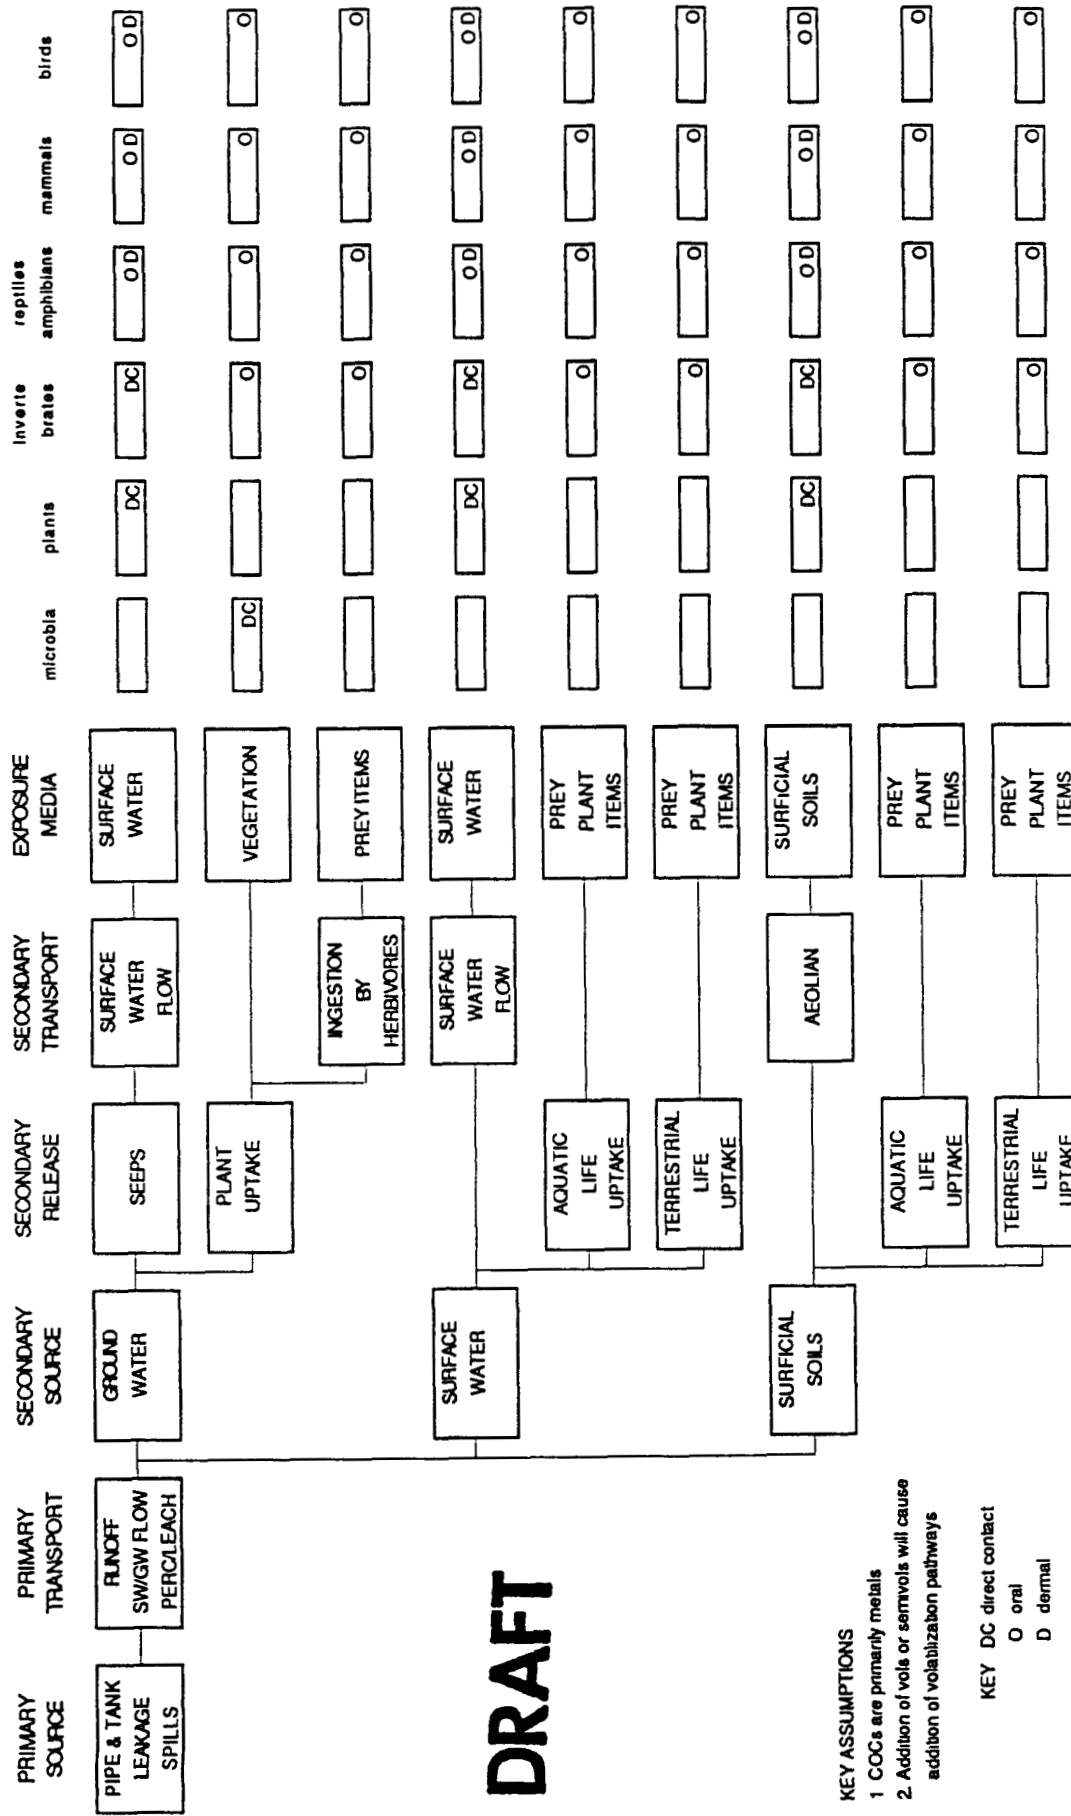 PRIMARY
SOURCE
PRIMARY
TRANSPORT
SECONDARY
SOURCE
SECONDARY
RELEASE
SECONDARY
TRANSPORT
EXPOSURE
MEDIA
microbia
plants
Inverte
brates
reptiles
amphibians
mammals
birds
PIPE & TANK
LEAKAGE
SPILLS
RUNOFF
SW/GW FLOW
PERC/LEACH
GROUND
WATER
SEEPS
SURFACE
WATER
FLOW
SURFACE
WATER
DC
DC
O D
O D
O D
PLANT
UPTAKE
VEGETATION
DC
O
O
O
O
INGESTION
BY
HERBIVORES
PREY ITEMS
O
O
O
O
SURFACE
WATER
SURFACE
WATER
FLOW
SURFACE
WATER
DC
DC
O D
O D
O D
AQUATIC
LIFE
UPTAKE
PREY
PLANT
ITEMS
O
O
O
O
TERRESTRIAL
LIFE
UPTAKE
PREY
PLANT
ITEMS
O
O
O
O
SURFICIAL
SOILS
AEOLIAN
SURFICIAL
SOILS
DC
DC
O D
O D
O D
AQUATIC
LIFE
UPTAKE
PREY
PLANT
ITEMS
O
O
O
O
TERRESTRIAL
LIFE
UPTAKE
PREY
PLANT
ITEMS
O
O
O
O
DRAFT
KEY ASSUMPTIONS
1 COCs are primarily metals
2. Addition of vols or semivols will cause
addition of volatilization pathways
KEY DC direct contact
O oral
D dermal